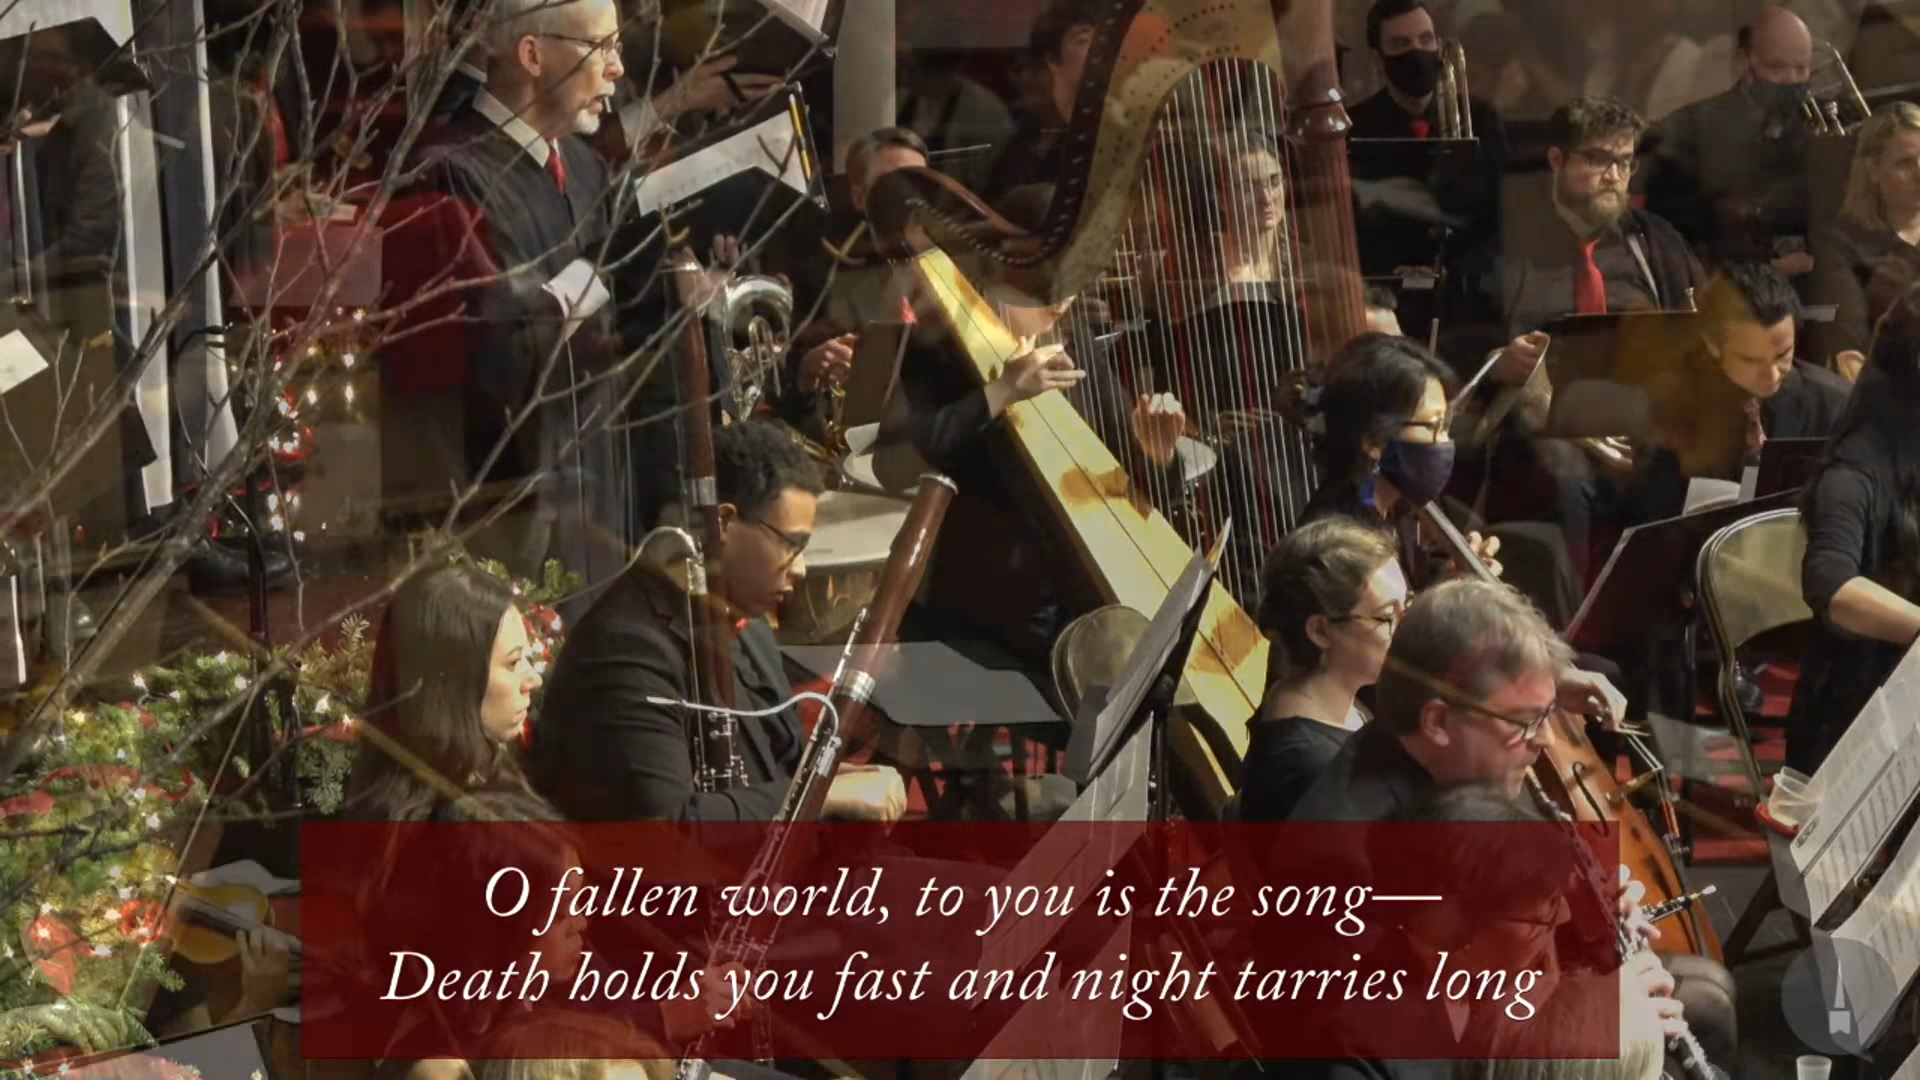 O fallen world, to you is the song—
Death holds you fast and night tarries long